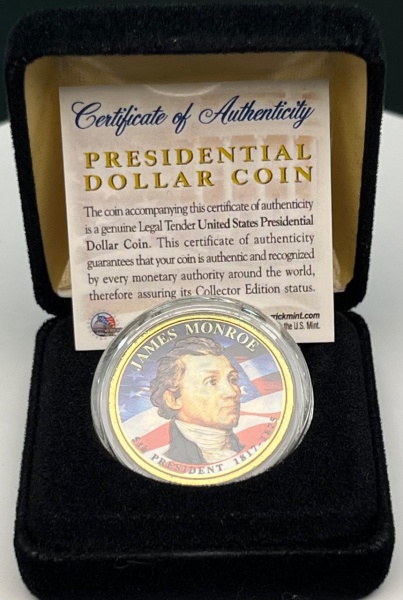 Certificate of Authenticity
PRESIDENTIAL
DOLLAR COIN
The coin accompanying this certificate of authenticity
is a genuine Legal Tender United States Presidential
Dollar Coin. This certificate of authenticity
guarantees that your coin is authentic and recognized
by every monetary authority around the world,
therefore assuring its Collector Edition status.
rickmint.com
the U.S. Mint.
JAMES MONROE
5th PRESIDENT 1817-1825